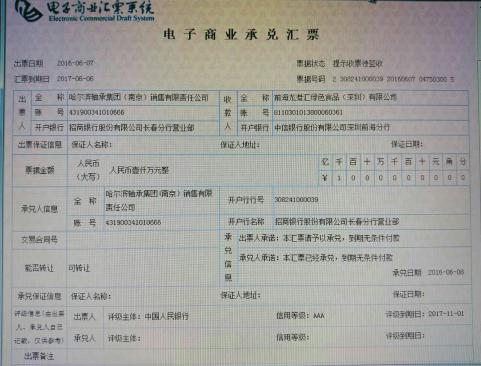 电子商业汇票系统
Electronic Commercial Draft System
电子商业承兑汇票
出票日期 2016-06-07 票据状态 提示收票待签收
汇票到期日 2017-06-06 票据号码 2 308241000039 20160607 04750300 5
出票人 全称 哈尔滨轴承集团（南京）销售有限责任公司 收款人 全称 前海龙登汇绿色食品（深圳）有限公司
账号 431900341010666 账号 8110301013800060361
开户银行 招商银行股份有限公司长春分行营业部 开户银行 中信银行股份有限公司深圳前海分行
出票保证信息 保证人名称： 保证人地址： 保证日期：
票据金额 人民币（大写） 人民币壹仟万元整 亿 千 百 十 万 千 百 十 元 角 分
￥ 1 0 0 0 0 0 0 0 0 0
承兑人信息 全称 哈尔滨轴承集团（南京）销售有限责任公司 开户行行号 308241000039
账号 431900341010666 开户行名称 招商银行股份有限公司长春分行营业部
交易合同号 承兑信息 出票人承诺：本汇票请予以承兑，到期无条件付款
能否转让 可转让 承兑人承诺：本汇票已经承兑，到期无条件付款
承兑日期 2016-06-08
承兑保证信息 保证人名称： 保证人地址： 保证日期：
评级信息（由出票人、承兑人自己记载，仅供参考） 出票人 评级主体：中国人民银行 信用等级：AAA 评级到期日：2017-11-01
承兑人 评级主体： 信用等级： 评级到期日：
出票备注